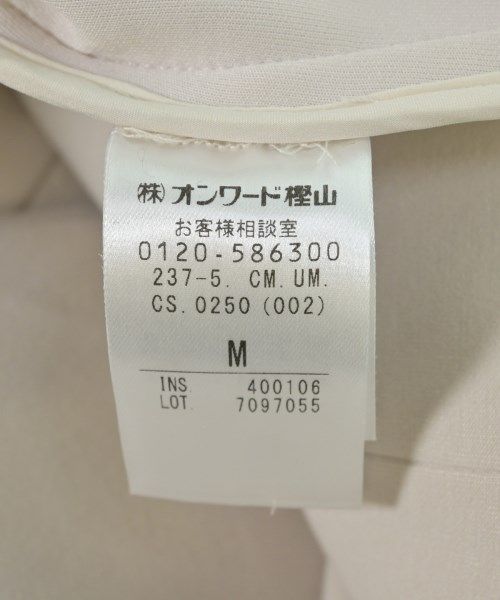 ㈱オンワード樫山
お客様相談室
0120-586300
237-5. CM. UM.
CS. 0250 (002)
M
INS. 400106
LOT. 7097055